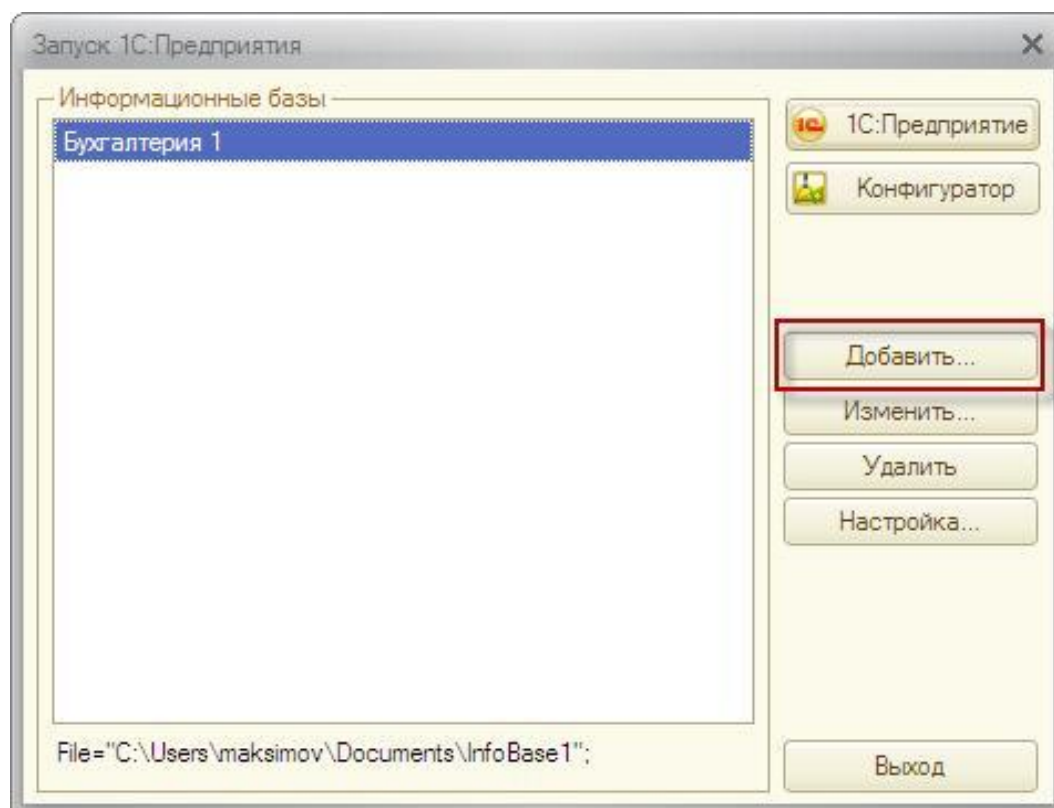 Запуск 1С:Предприятия
Информационные базы
Бухгалтерия 1
1С:Предприятие
Конфигуратор
Добавить...
Изменить...
Удалить
Настройка...
File="C:\Users\maksimov\Documents\InfoBase1";
Выход